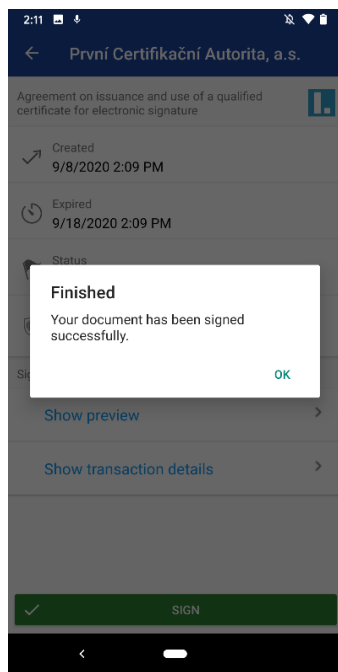 2:11
První Certifikační Autorita, a.s.
Agreement on issuance and use of a qualified
certificate for electronic signature
Created
9/8/2020 2:09 PM
Expired
9/18/2020 2:09 PM
Status
Finished
Your document has been signed
successfully.
OK
Show preview
Show transaction details
SIGN